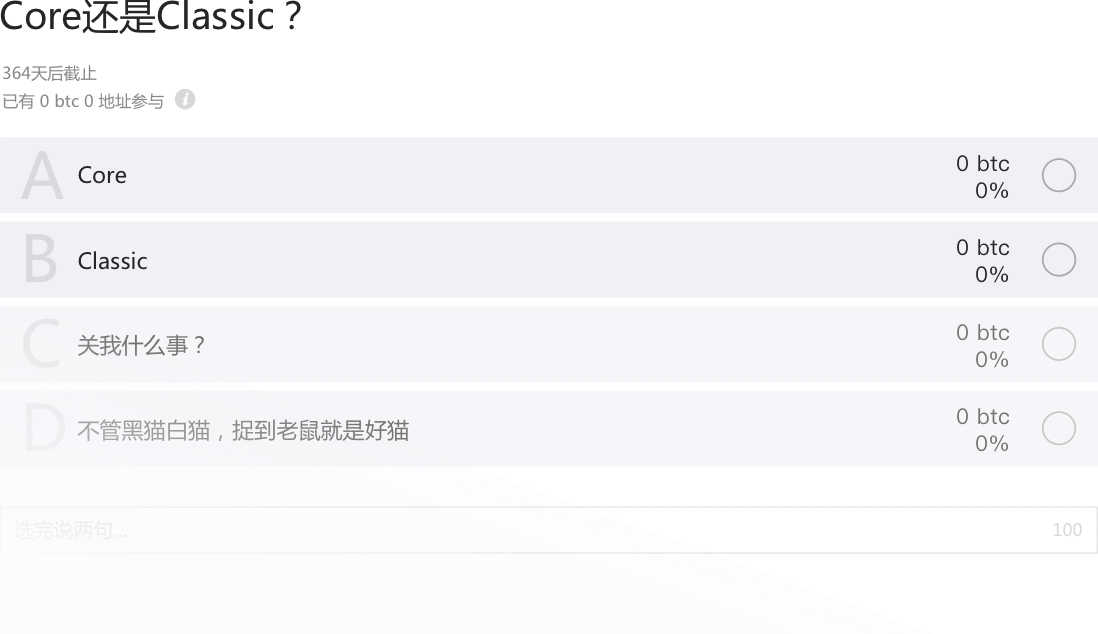 Core还是Classic？
364天后截止
已有 0 btc 0 地址参与 i
A Core 0 btc
0%
B Classic 0 btc
0%
C 关我什么事？ 0 btc
0%
D 不管黑猫白猫，捉到老鼠就是好猫 0 btc
0%
选完说两句... 100